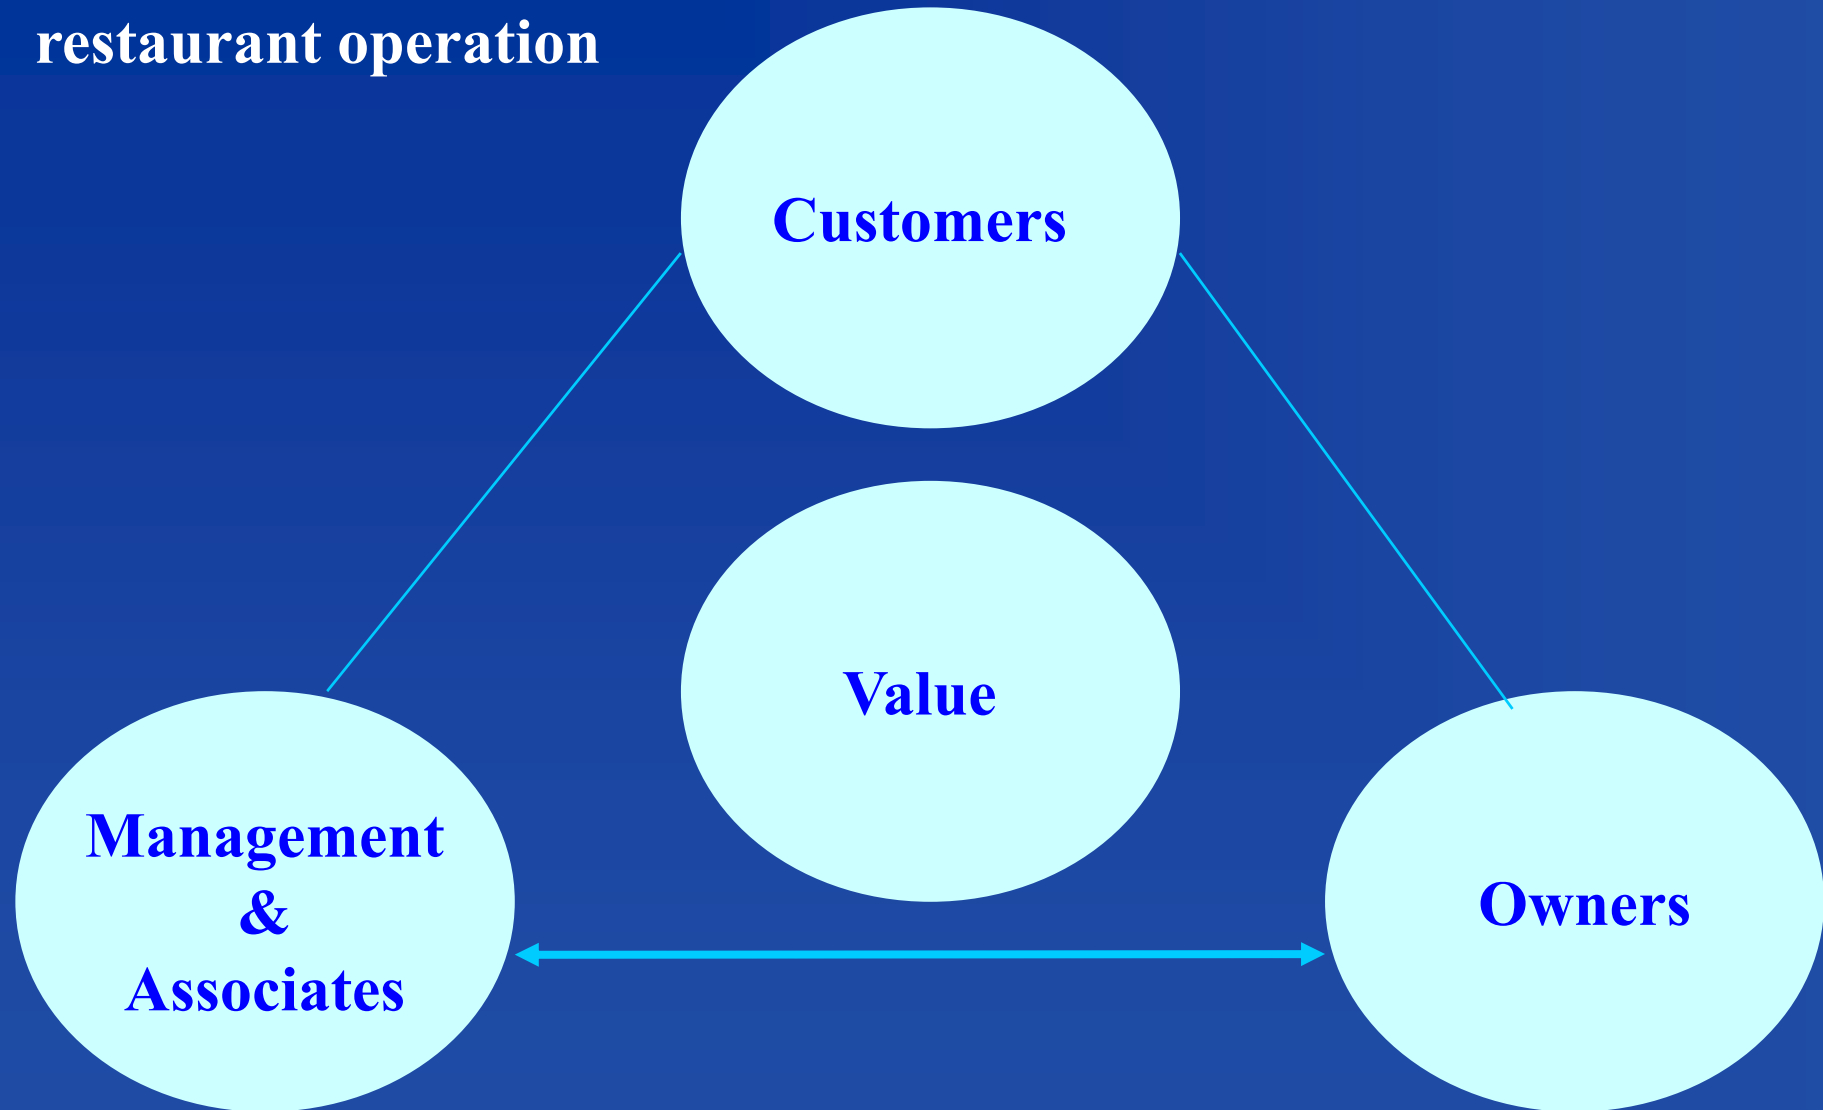 restaurant operation
Customers
Value
Management
&
Associates
Owners